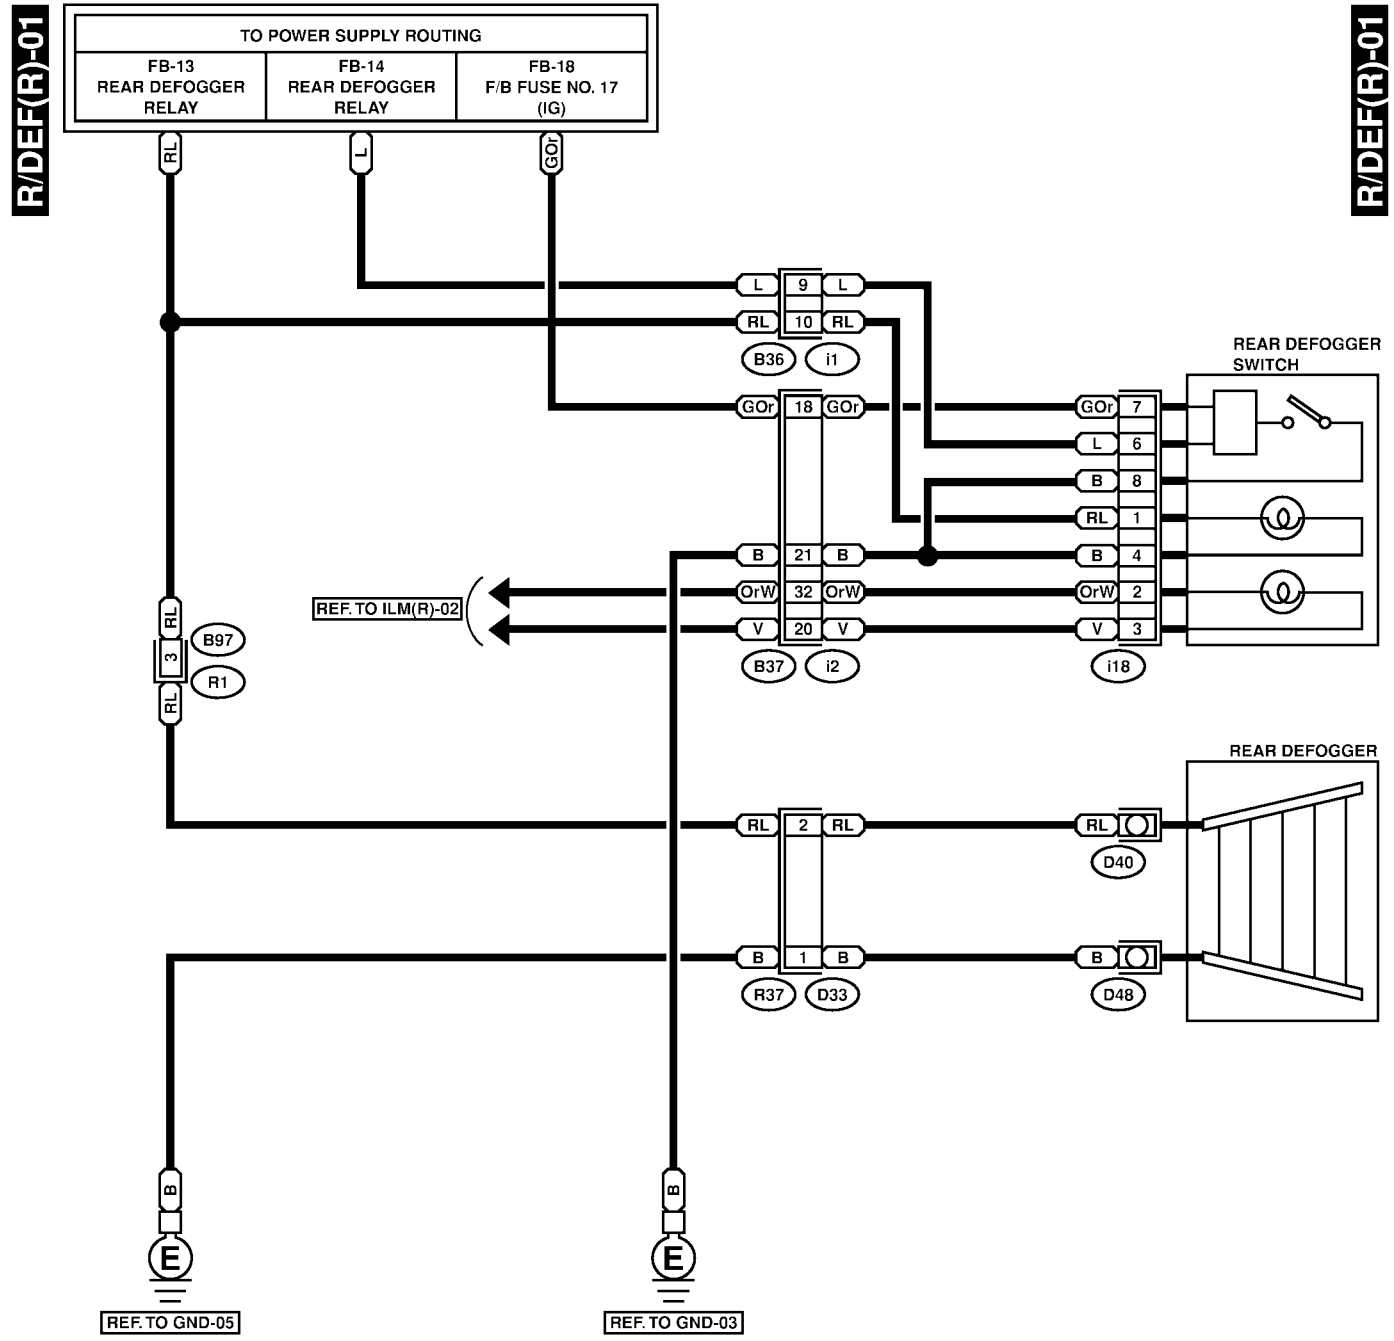 R/DEF(R)-01
R/DEF(R)-01
TO POWER SUPPLY ROUTING
FB-13
REAR DEFOGGER
RELAY
FB-14
REAR DEFOGGER
RELAY
FB-18
F/B FUSE NO. 17
(IG)
RL
L
GOr
L 9 L
RL 10 RL
B36 i1
REAR DEFOGGER
SWITCH
GOr 18 GOr
GOr 7
L 6
B 8
RL 1
B 21 B
B 4
REF. TO ILM(R)-02
OrW 32 OrW
OrW 2
V 20 V
V 3
B37 i2
i18
RL
3
B97
R1
RL
REAR DEFOGGER
RL 2 RL
RL
D40
B 1 B
B
R37 D33
D48
B
E
REF. TO GND-05
B
E
REF. TO GND-03